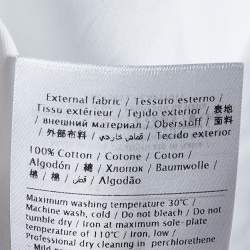 External fabric / Tessuto esterno /
Tissu extérieur / Tejido exterior /
/ внешний материал / Oberstoff / 面料
/ 外部布料 / قماش خارجي / Tecido exterior
100% Cotton / Cotone / Coton /
Algodón / 綿 / Хлопок / Baumwolle /
棉 / 棉 / قطن / Algodão
Maximum washing temperature 30°C /
Machine wash, cold / Do not bleach / Do not
tumble dry / Iron at maximum sole-plate
temperature of 110°C, iron, low /
Professional dry cleaning in perchlorethene